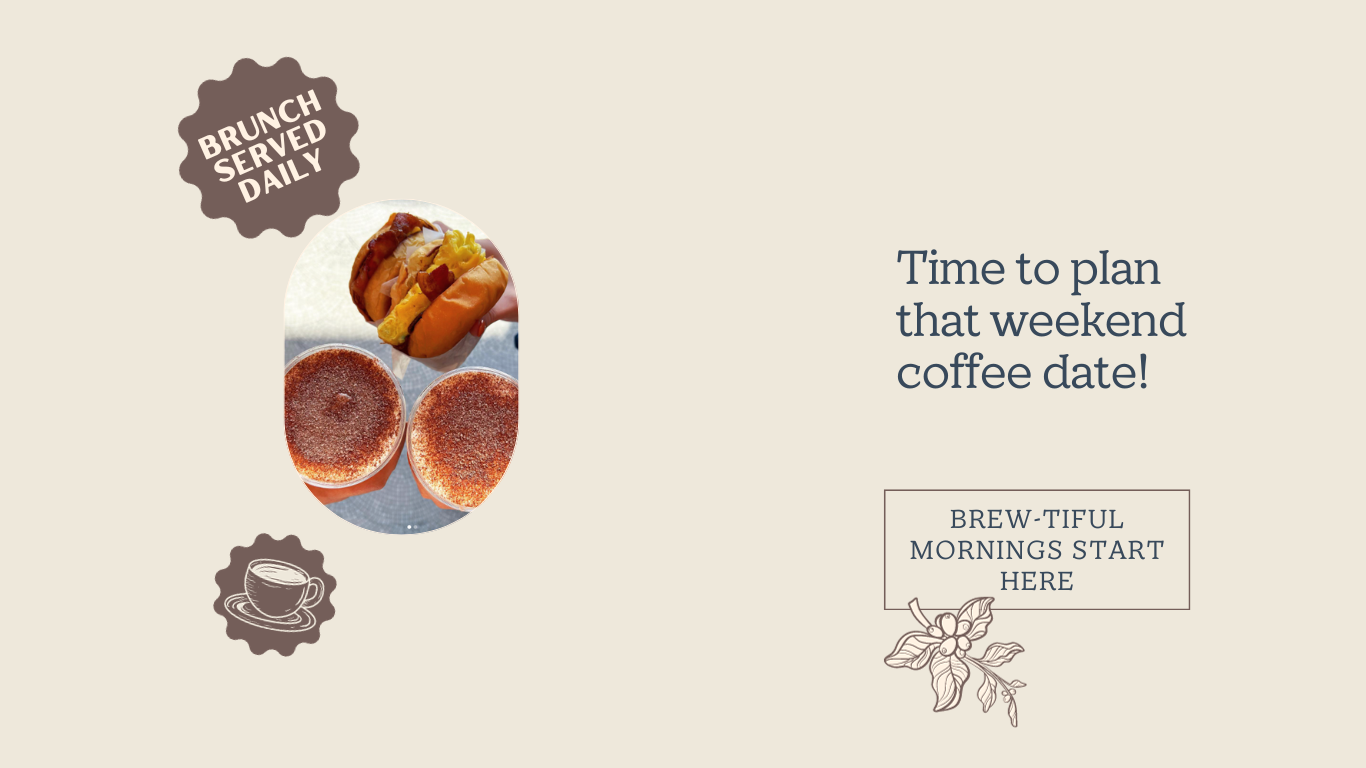 BRUNCH
SERVED
DAILY
Time to plan
that weekend
coffee date!
BREW-TIFUL
MORNINGS START
HERE